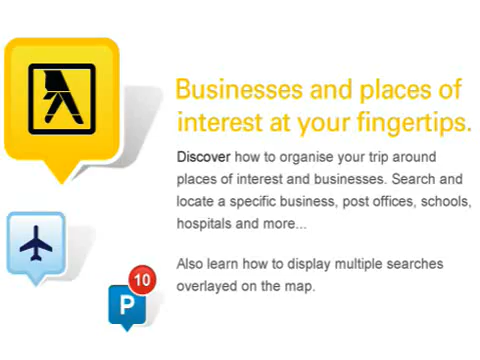 Businesses and places of
interest at your fingertips.
Discover how to organise your trip around
places of interest and businesses. Search and
locate a specific business, post offices, schools,
hospitals and more...
Also learn how to display multiple searches
overlayed on the map.
10
P